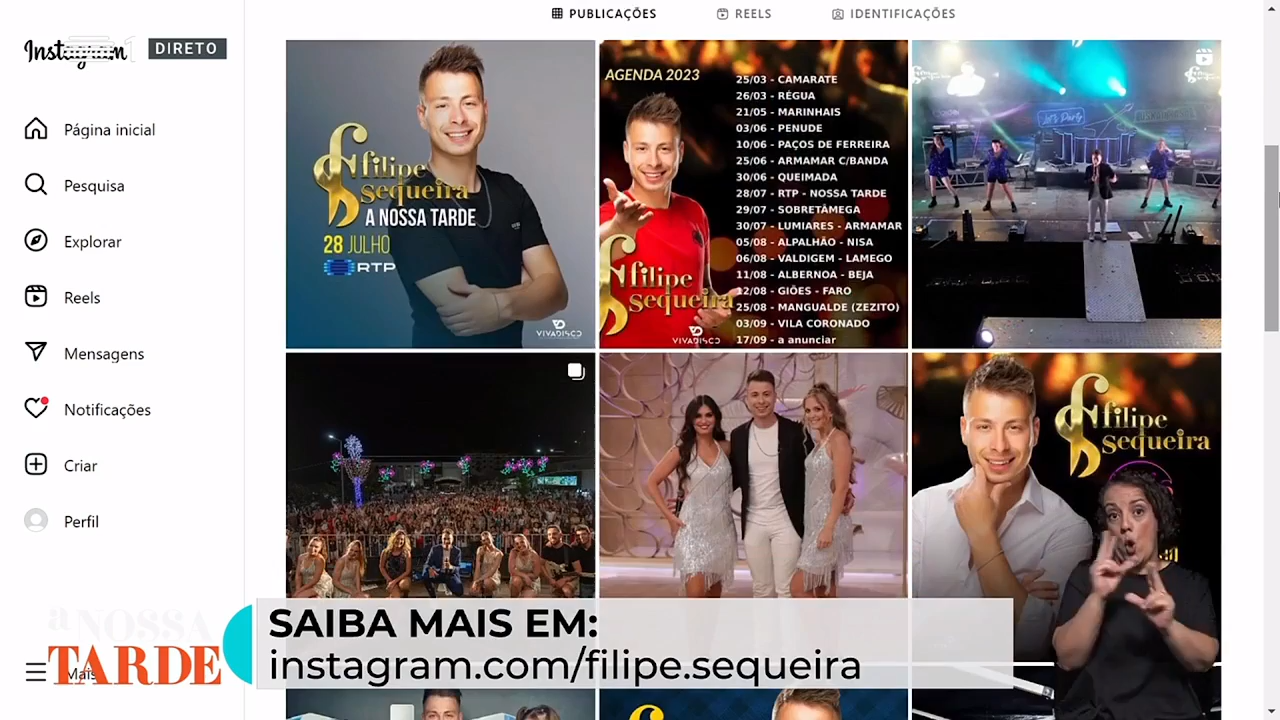 PUBLICAÇÕES
REELS
IDENTIFICAÇÕES
Instagram
DIRETO
Página inicial
Pesquisa
Explorar
Reels
Mensagens
Notificações
Criar
Perfil
Mais
filipe
sequeira
A NOSSA TARDE
28 JULHO
RTP
VIVADISCO
AGENDA 2023
25/03 - CAMARATE
26/03 - RÉGUA
21/05 - MARINHAIS
03/06 - PENUDE
10/06 - PAÇOS DE FERREIRA
25/06 - ARMAMAR C/BANDA
30/06 - QUEIMADA
28/07 - RTP - NOSSA TARDE
29/07 - SOBRETÂMEGA
30/07 - LUMIARES - ARMAMAR
05/08 - ALPALHÃO - NISA
06/08 - VALDIGEM - LAMEGO
11/08 - ALBERNOA - BEJA
12/08 - GIÕES - FARO
25/08 - MANGUALDE (ZEZITO)
03/09 - VILA CORONADO
17/09 - a anunciar
filipe
sequeira
VIVADISCO
Let's Party
filipe
sequeira
a NOSSA
TARDE
SAIBA MAIS EM:
instagram.com/filipe.sequeira